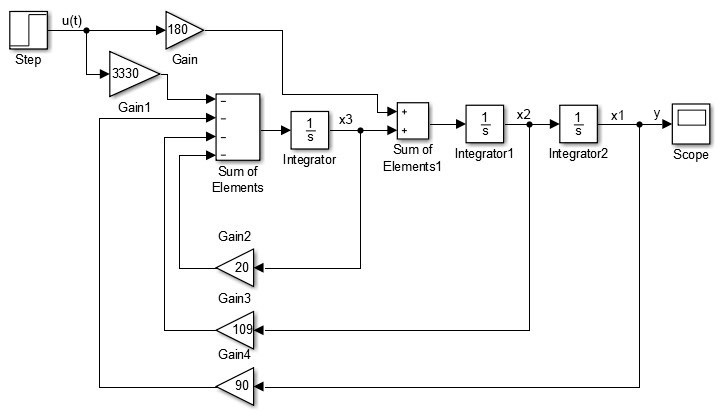 u(t)
Step
180
Gain
3330
Gain1
−
−
−
−
Sum of
Elements
1
s
Integrator
x3
+
+
Sum of
Elements1
1
s
Integrator1
x2
1
s
Integrator2
x1
y
Scope
Gain2
20
Gain3
109
Gain4
90